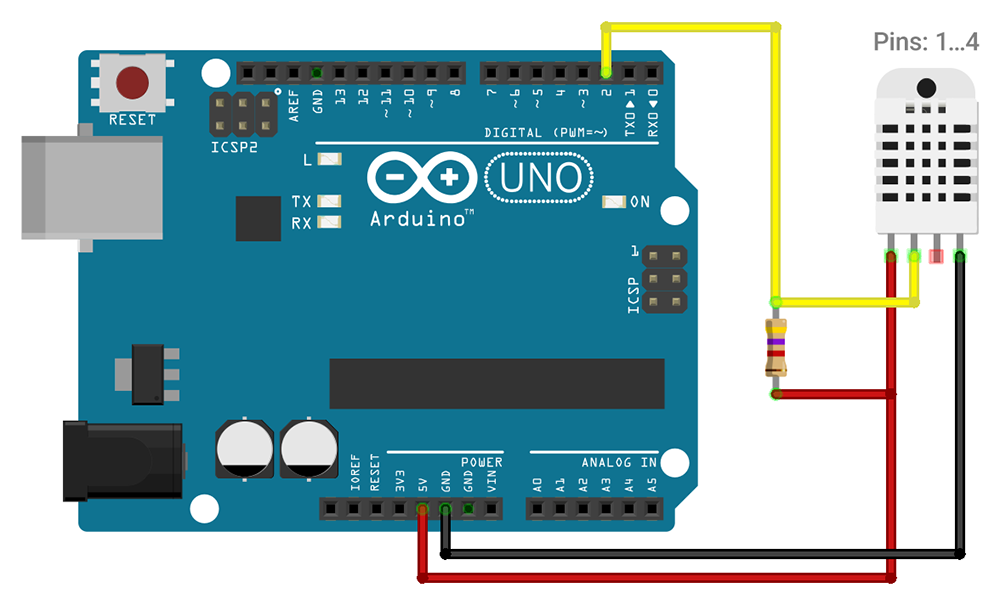 Pins: 1...4
RESET
ICSP2
AREF
GND
13
12
~11
~10
~9
8
7
~6
~5
4
~3
2
TX0▶1
RX0◀0
DIGITAL (PWM=~)
L
TX
RX
Arduino™
UNO
ON
1
ICSP
POWER
ANALOG IN
IOREF
RESET
3V3
5V
GND
GND
VIN
A0
A1
A2
A3
A4
A5